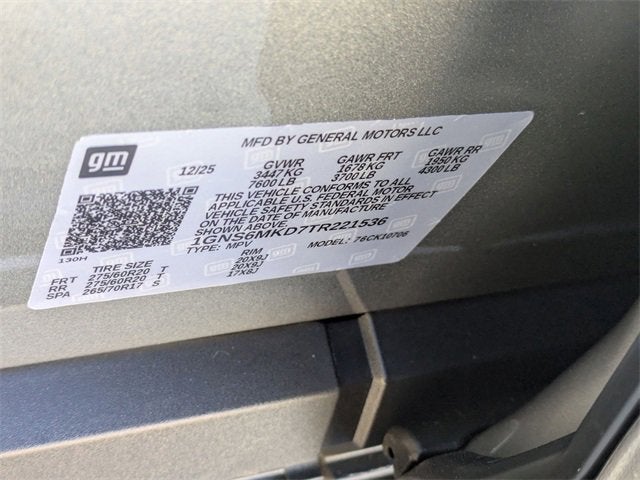 MFD BY GENERAL MOTORS LLC
gm
12/25 GVWR GAWR FRT GAWR RR
3447 KG 1678 KG 1950 KG
7600 LB 3700 LB 4300 LB
THIS VEHICLE CONFORMS TO ALL
APPLICABLE U.S. FEDERAL MOTOR
VEHICLE SAFETY STANDARDS IN EFFECT
ON THE DATE OF MANUFACTURE
SHOWN ABOVE.
1GNS6MKD7TR221536
TYPE: MPV MODEL: 76CK10706
130H
TIRE SIZE RIM
FRT 275/60R20 T 20X9J
RR 275/60R20 T 20X9J
SPA 265/70R17 S 17X8J